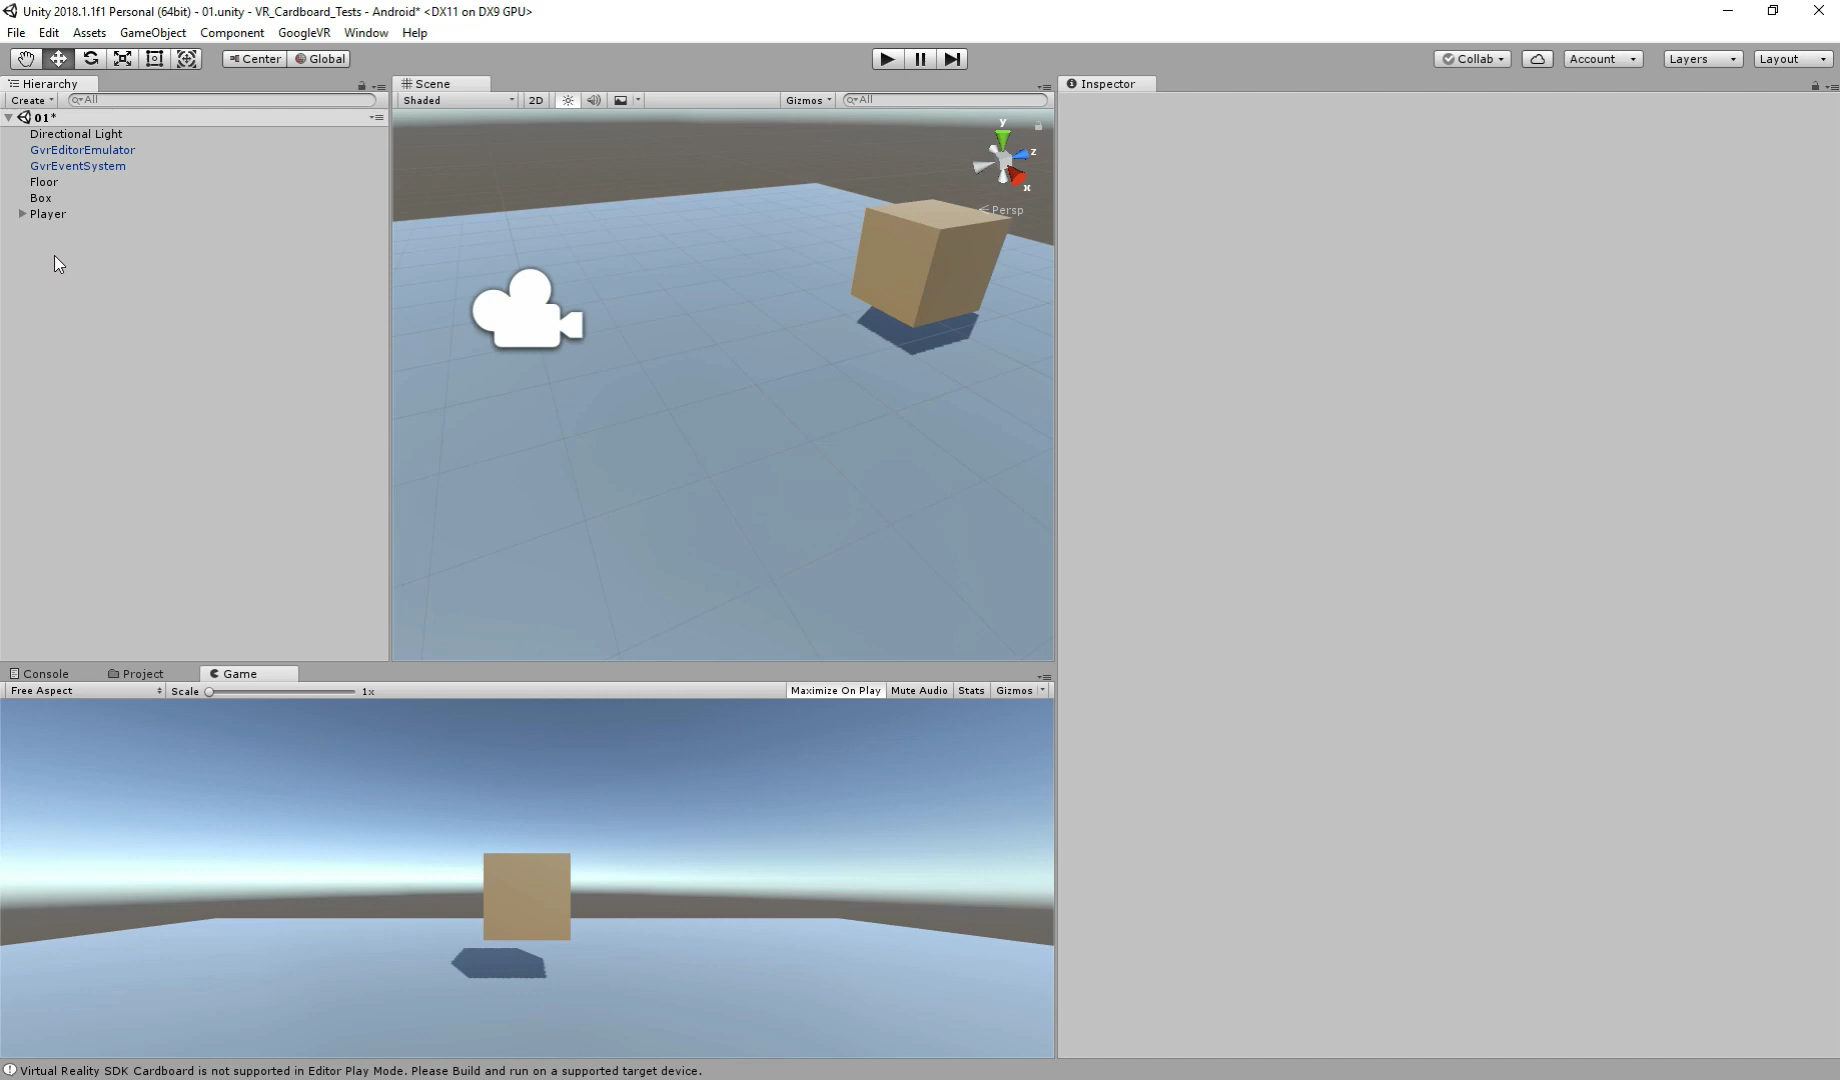 Unity 2018.1.1f1 Personal (64bit) - 01.unity - VR_Cardboard_Tests - Android* <DX11 on DX9 GPU>
File Edit Assets GameObject Component GoogleVR Window Help
Center Global Collab Account Layers Layout
Hierarchy Scene Inspector
Create All Shaded 2D Gizmos All
01*
Directional Light
GvrEditorEmulator
GvrEventSystem
Floor
Box
Player
y
z
x
Persp
Console Project Game
Free Aspect Scale 1x Maximize On Play Mute Audio Stats Gizmos
Virtual Reality SDK Cardboard is not supported in Editor Play Mode. Please Build and run on a supported target device.